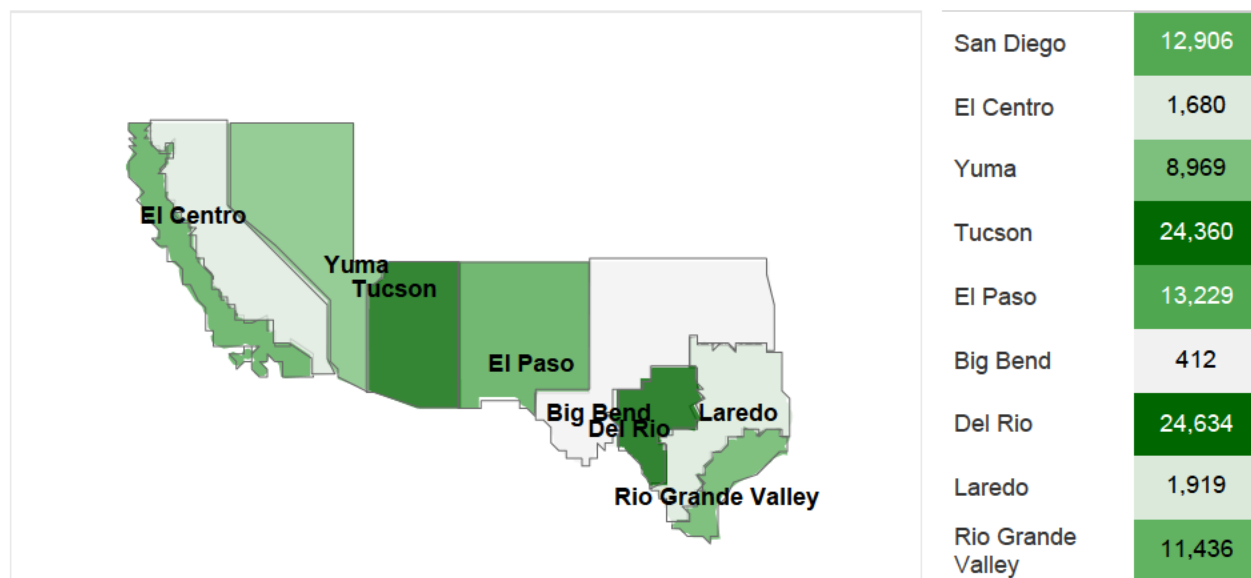 El Centro
Yuma
Tucson
El Paso
Big Bend
Del Rio
Laredo
Rio Grande Valley
San Diego 12,906
El Centro 1,680
Yuma 8,969
Tucson 24,360
El Paso 13,229
Big Bend 412
Del Rio 24,634
Laredo 1,919
Rio Grande
Valley 11,436